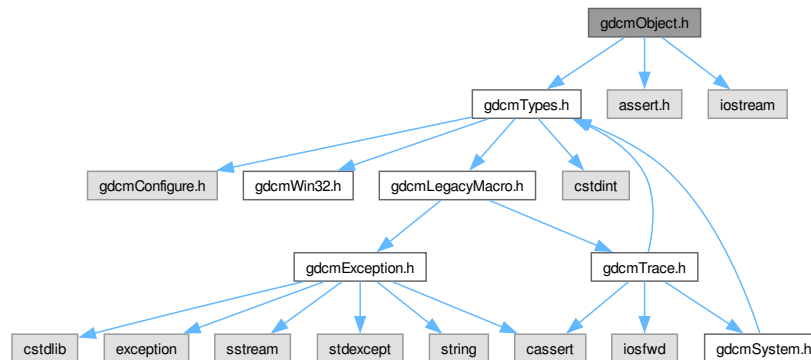 gdcmObject.h
gdcmTypes.h
assert.h
iostream
gdcmConfigure.h
gdcmWin32.h
gdcmLegacyMacro.h
cstdint
gdcmException.h
gdcmTrace.h
cstdlib
exception
sstream
stdexcept
string
cassert
iosfwd
gdcmSystem.h